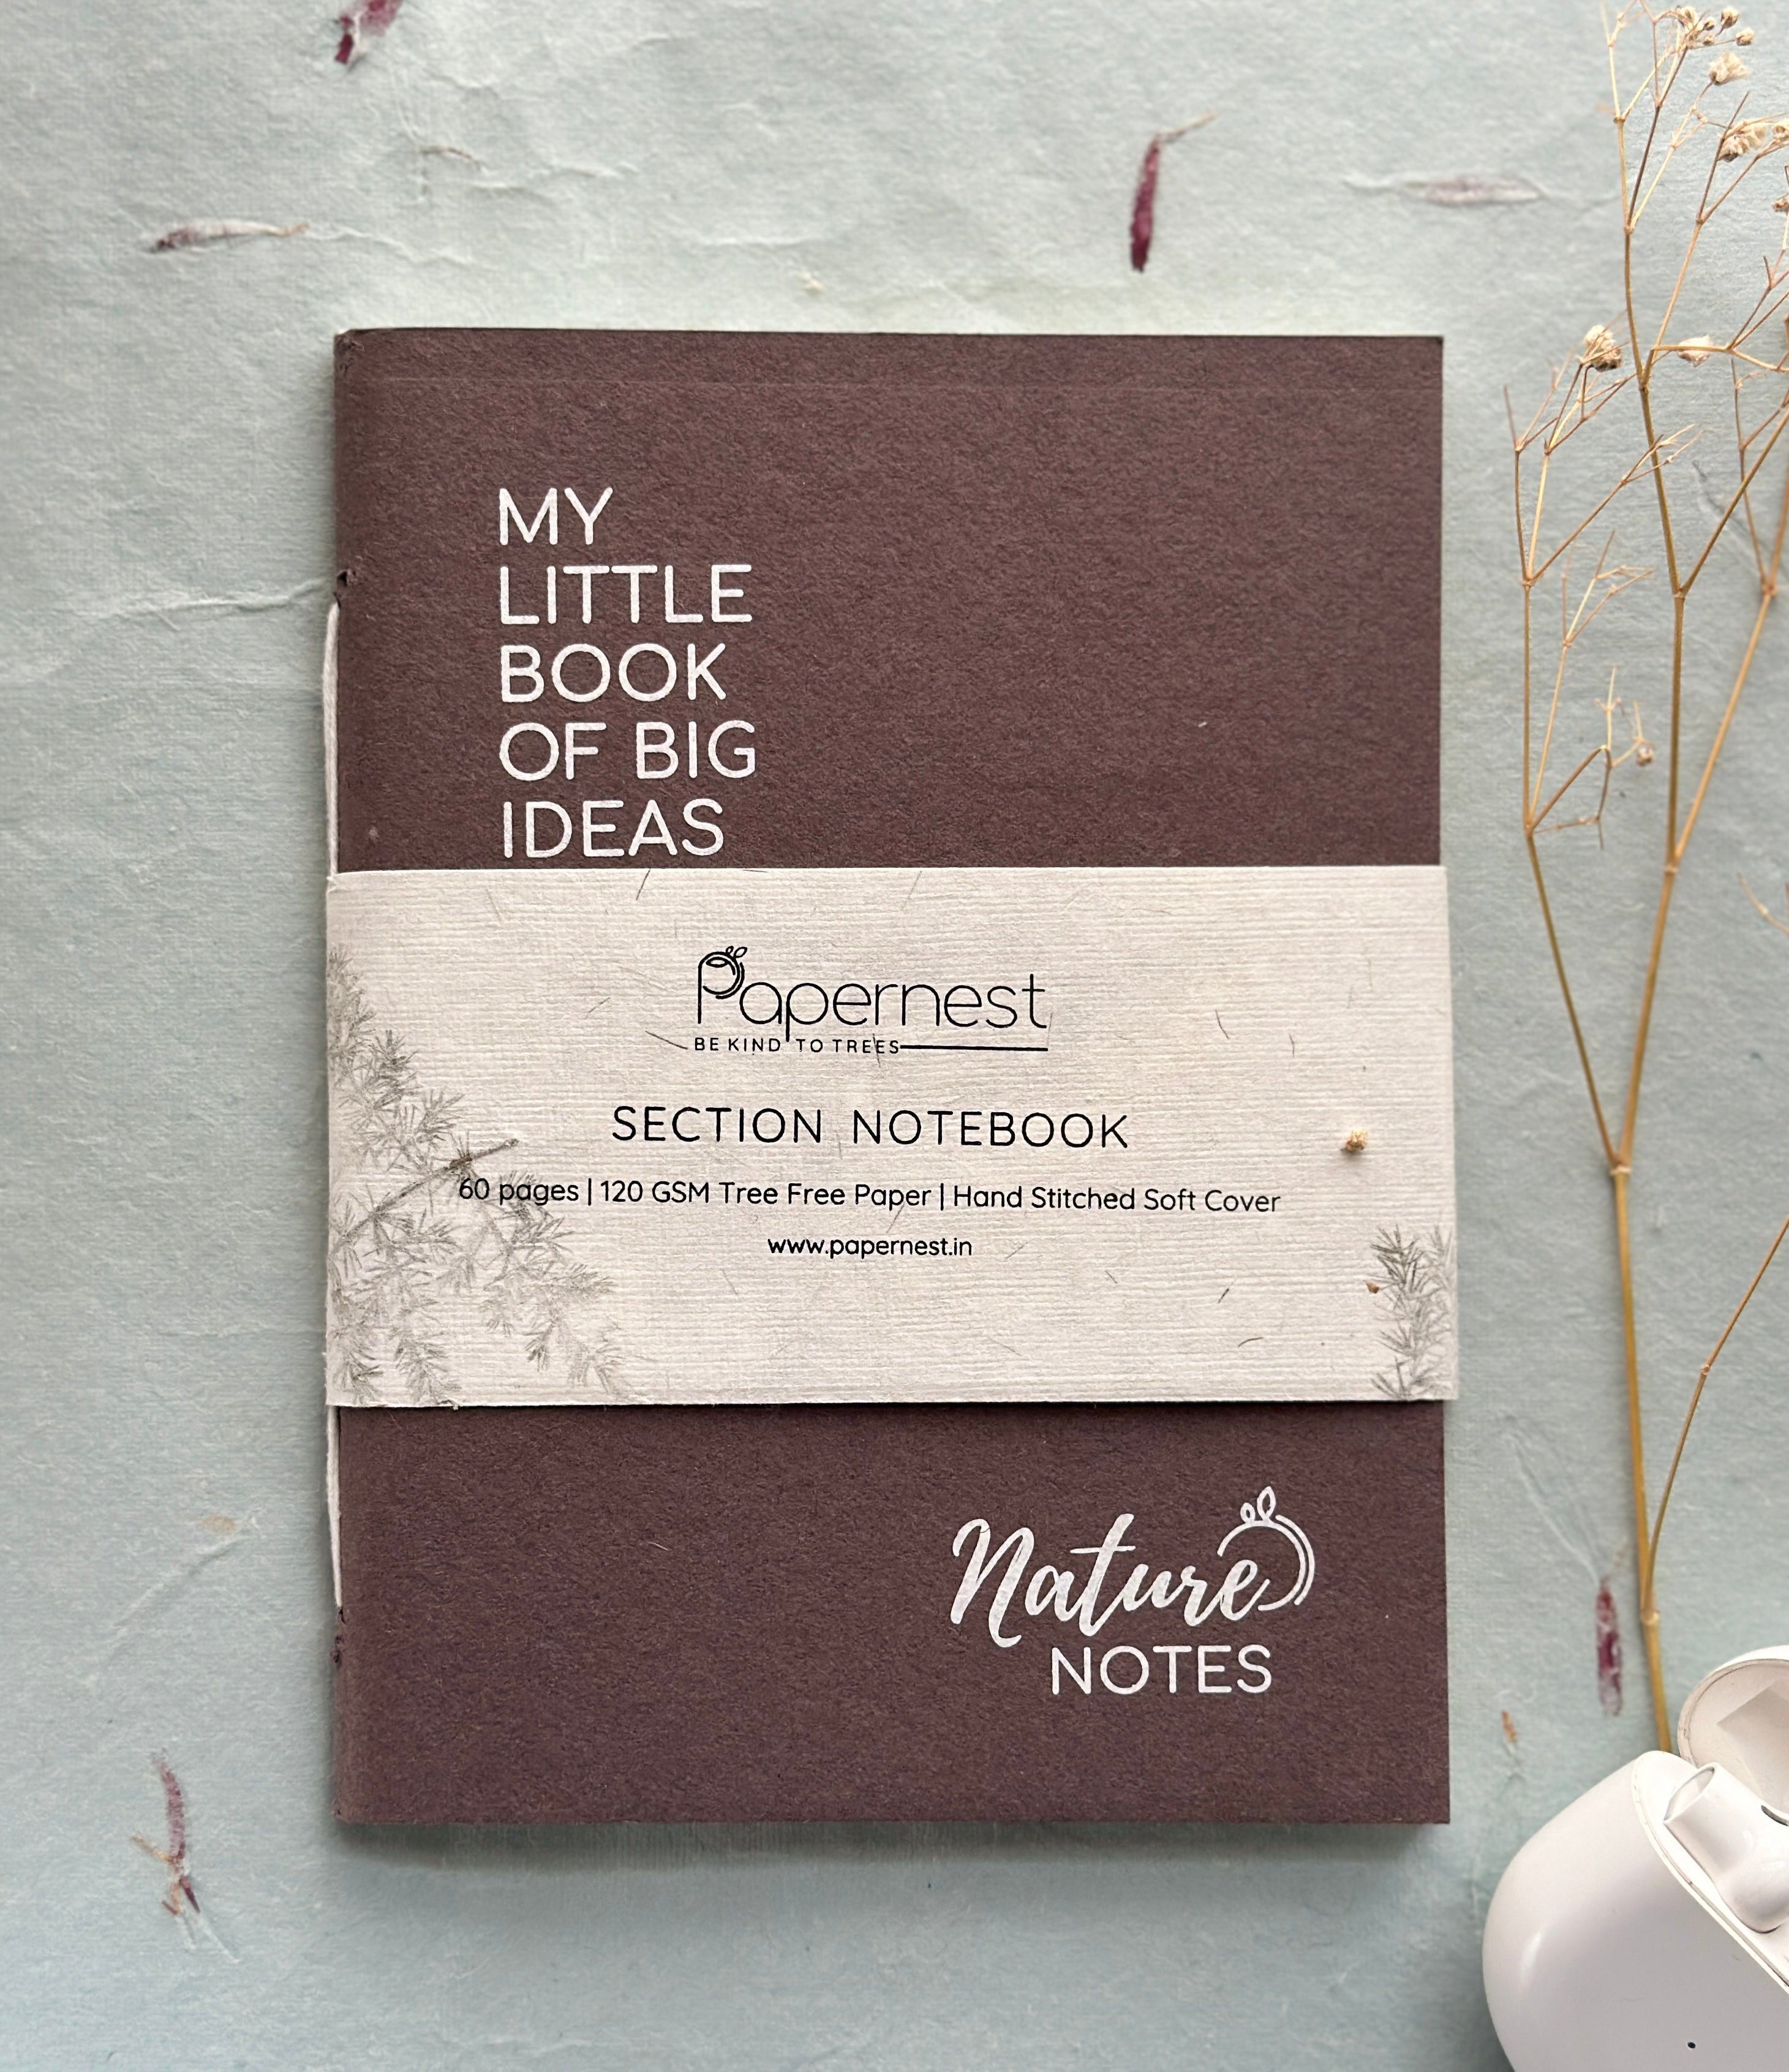 MY
LITTLE
BOOK
OF BIG
IDEAS
Papernest
BE KIND TO TREES
SECTION NOTEBOOK
60 pages | 120 GSM Tree Free Paper | Hand Stitched Soft Cover
www.papernest.in
Nature
NOTES